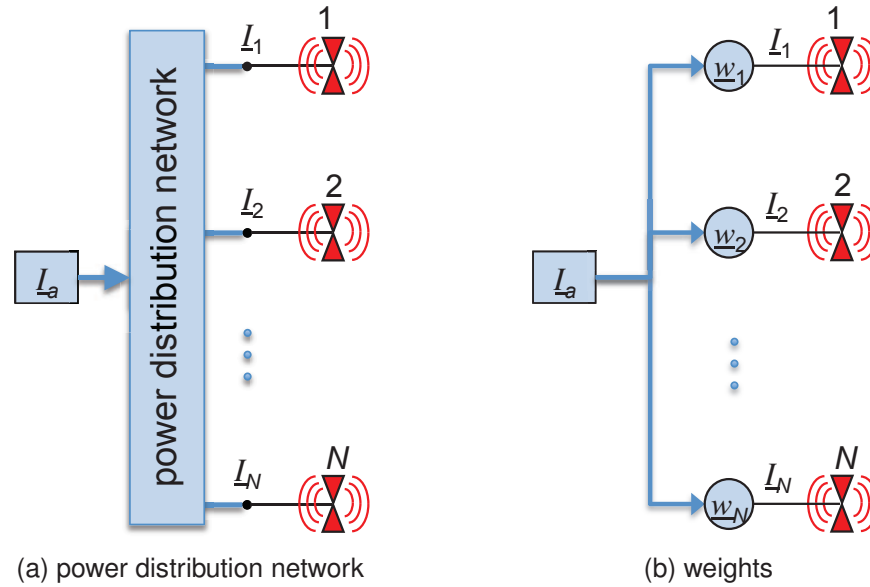 1
I1
power distribution network
2
I2
Ia
N
IN
(a) power distribution network
1
I1
w1
2
I2
w2
Ia
N
IN
wN
(b) weights